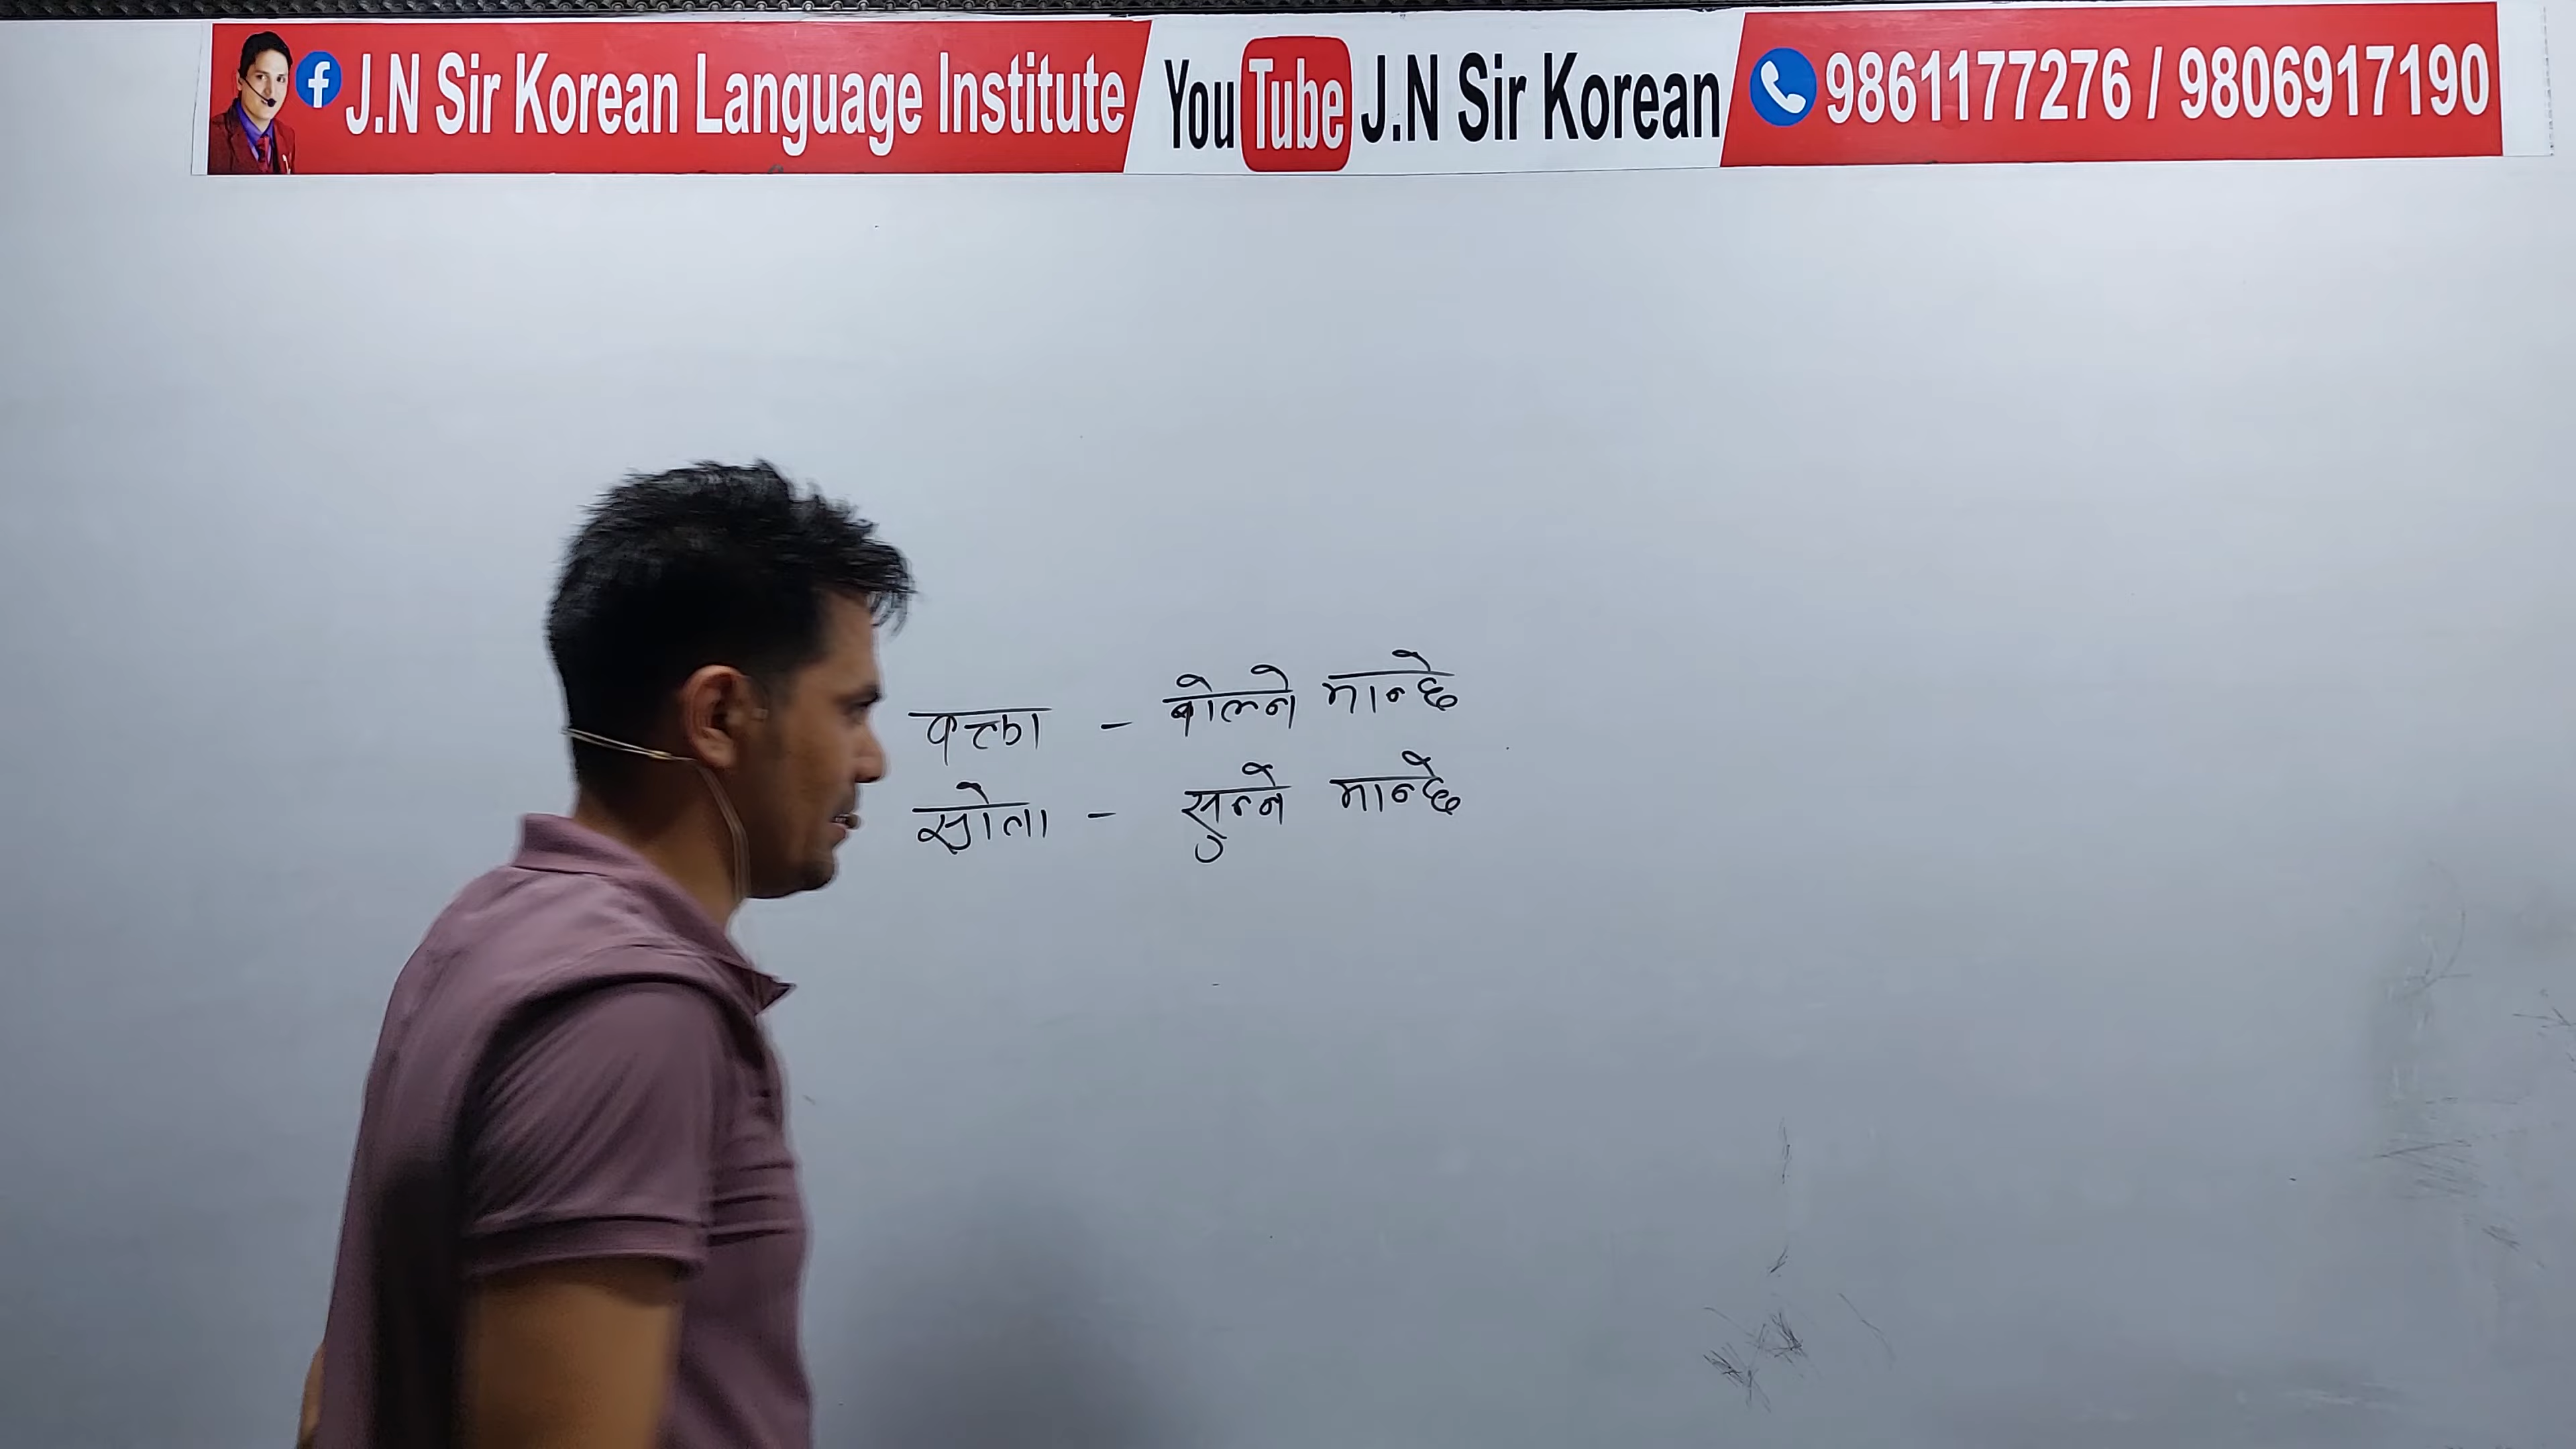 J.N Sir Korean Language Institute YouTube J.N Sir Korean 9861177276 / 9806917190
वक्ता - बोल्ने मान्छे
स्रोता - सुन्ने मान्छे